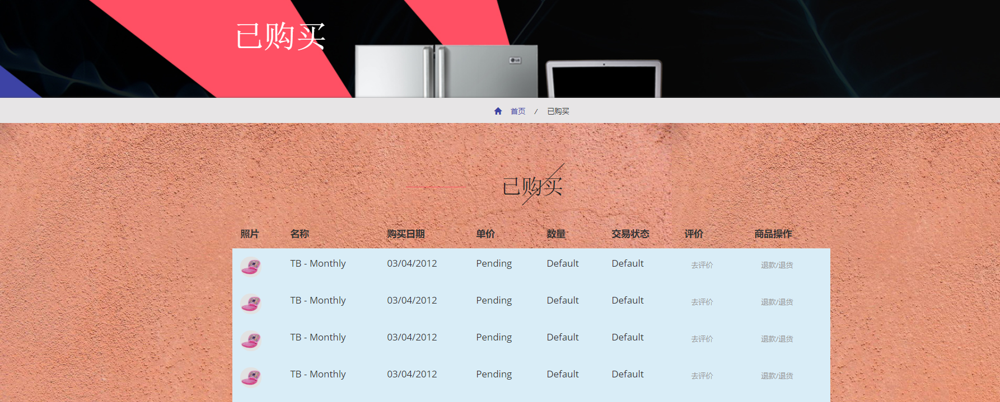 已购买
LG
首页 / 已购买
已购买
照片 名称 购买日期 单价 数量 交易状态 评价 商品操作
TB - Monthly 03/04/2012 Pending Default Default 去评价 退款/退货
TB - Monthly 03/04/2012 Pending Default Default 去评价 退款/退货
TB - Monthly 03/04/2012 Pending Default Default 去评价 退款/退货
TB - Monthly 03/04/2012 Pending Default Default 去评价 退款/退货